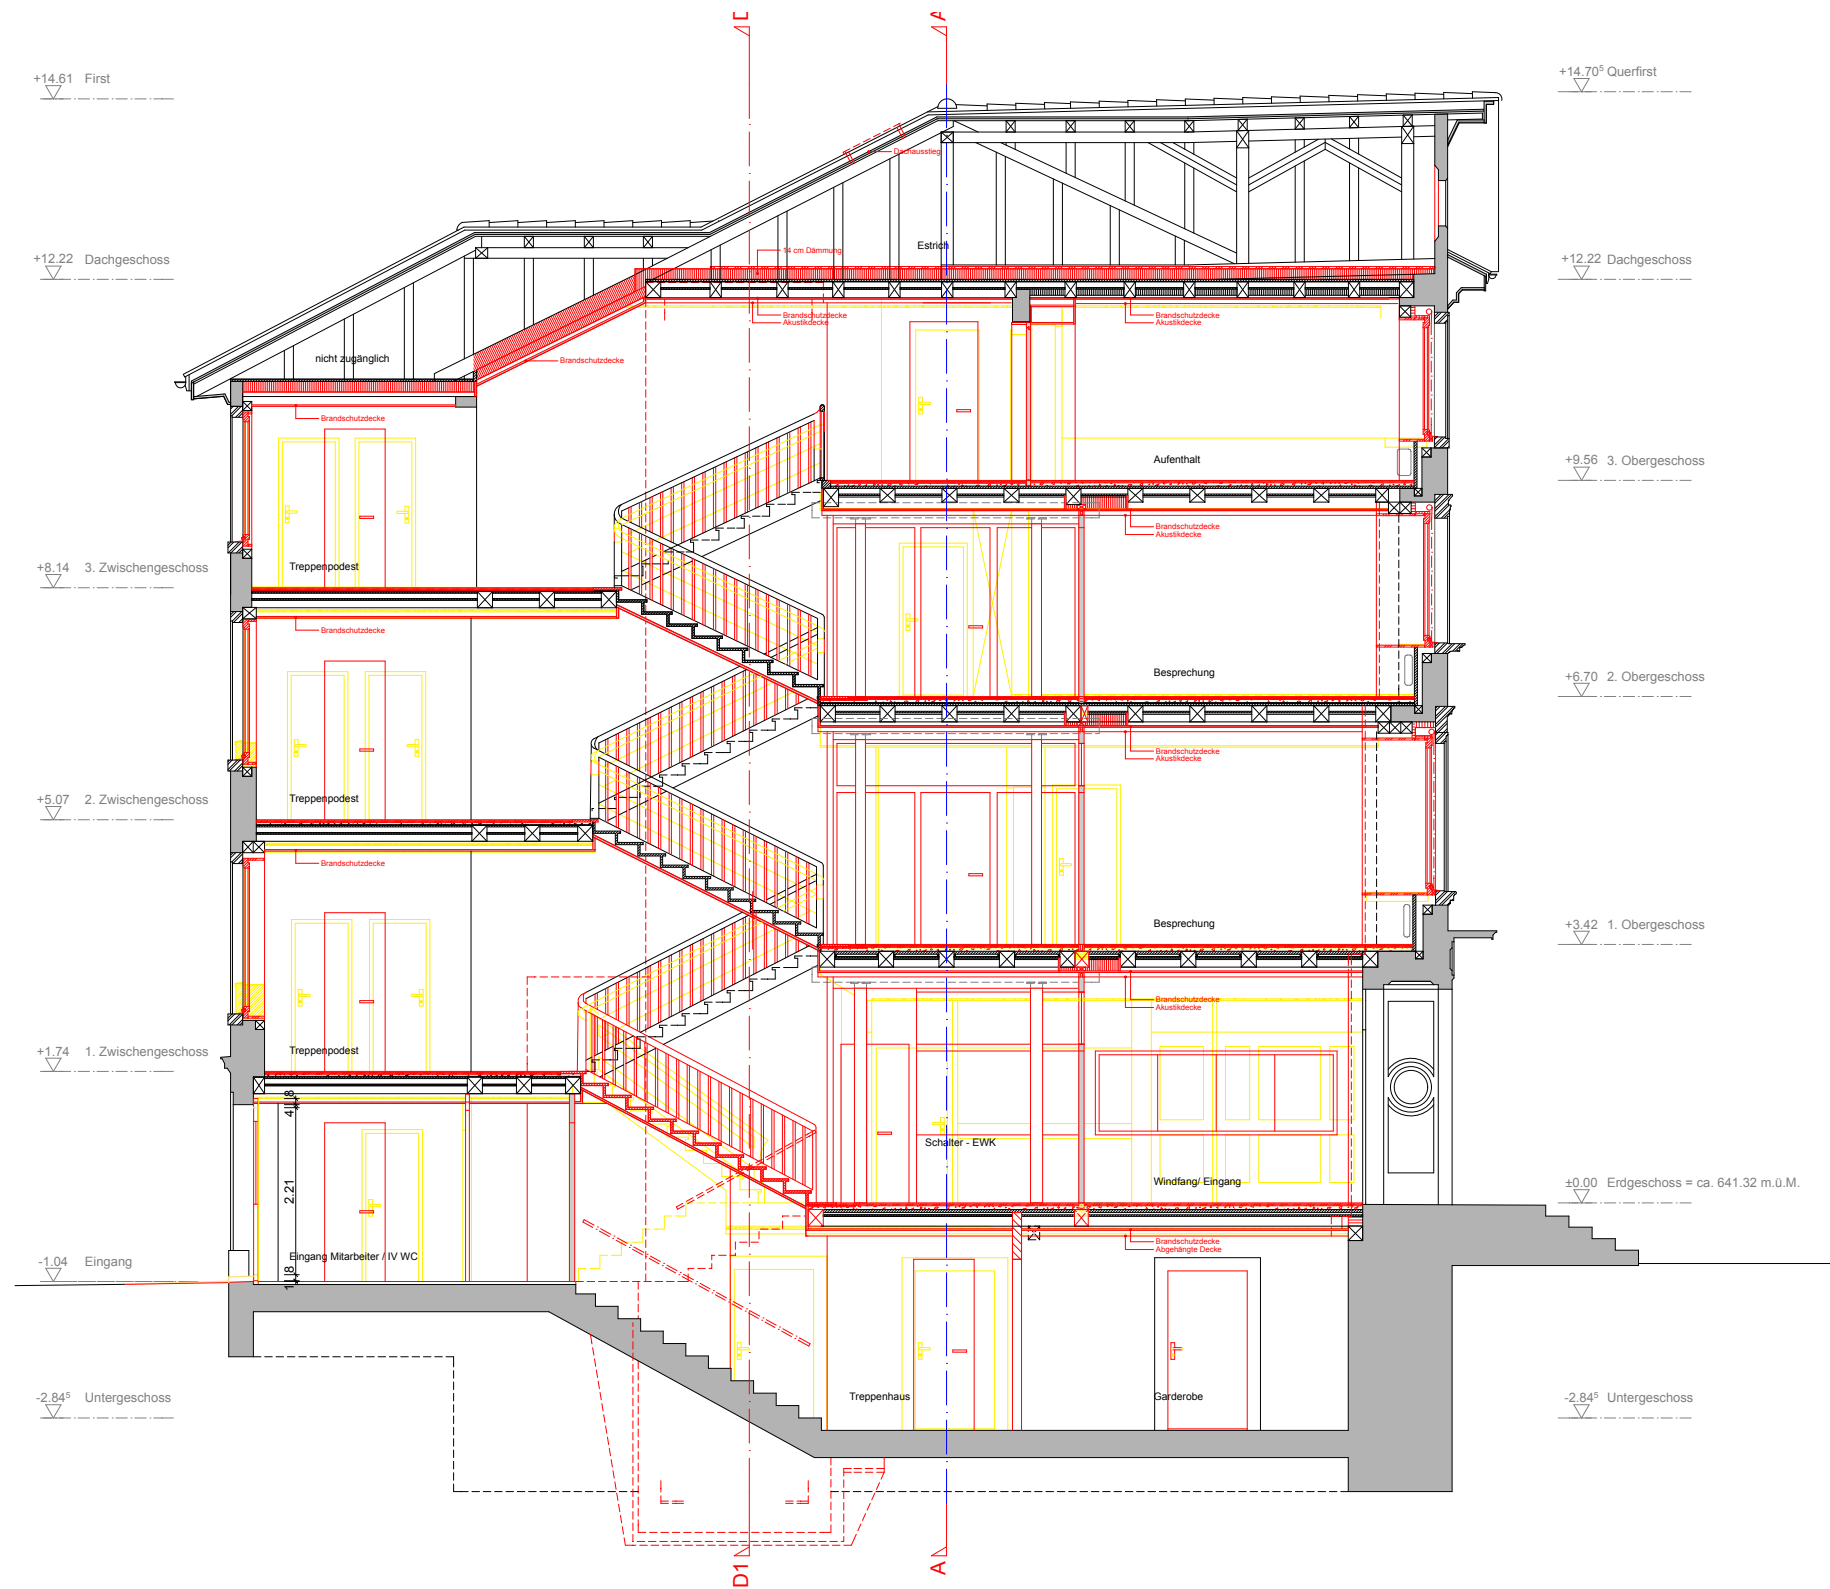 D
A
+14.61 First
+14.70⁵ Querfirst
Dachausstieg
Estrich
14 cm Dämmung
+12.22 Dachgeschoss
+12.22 Dachgeschoss
Brandschutzdecke
Akustikdecke
Brandschutzdecke
Akustikdecke
nicht zugänglich
Brandschutzdecke
Brandschutzdecke
Aufenthalt
+9.56 3. Obergeschoss
Brandschutzdecke
Akustikdecke
+8.14 3. Zwischengeschoss
Treppenpodest
Brandschutzdecke
Besprechung
+6.70 2. Obergeschoss
Brandschutzdecke
Akustikdecke
+5.07 2. Zwischengeschoss
Treppenpodest
Brandschutzdecke
Besprechung
+3.42 1. Obergeschoss
Brandschutzdecke
Akustikdecke
+1.74 1. Zwischengeschoss
Treppenpodest
Schalter - EWK
Windfang/ Eingang
±0.00 Erdgeschoss = ca. 641.32 m.ü.M.
2.21
Brandschutzdecke
Abgehängte Decke
-1.04 Eingang
Eingang Mitarbeiter / IV WC
-2.84⁵ Untergeschoss
Treppenhaus
Garderobe
-2.84⁵ Untergeschoss
D1
A